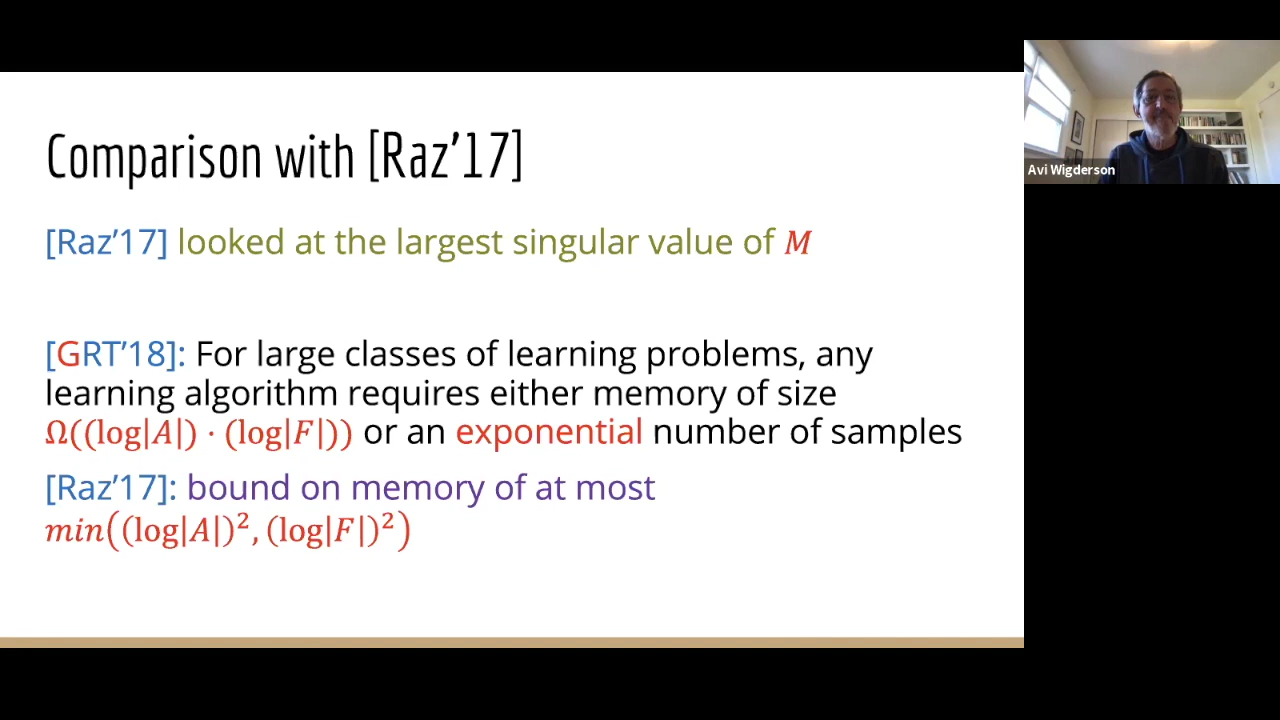 Comparison with [Raz'17]
[Raz'17] looked at the largest singular value of M
[GRT'18]: For large classes of learning problems, any
learning algorithm requires either memory of size
Ω((log|A|) · (log|F|)) or an exponential number of samples
[Raz'17]: bound on memory of at most
min((log|A|)², (log|F|)²)
Avi Wigderson